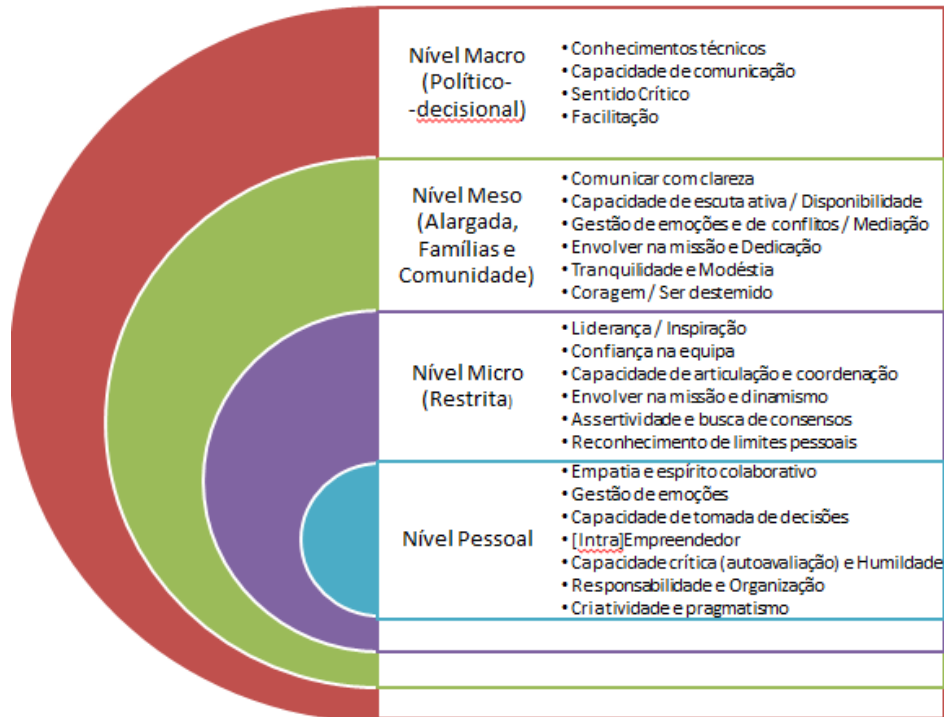 Nível Macro
(Político-
-decisional)
• Conhecimentos técnicos
• Capacidade de comunicação
• Sentido Crítico
• Facilitação
Nível Meso
(Alargada,
Famílias e
Comunidade)
• Comunicar com clareza
• Capacidade de escuta ativa / Disponibilidade
• Gestão de emoções e de conflitos / Mediação
• Envolver na missão e Dedicação
• Tranquilidade e Modéstia
• Coragem / Ser destemido
Nível Micro
(Restrita)
• Liderança / Inspiração
• Confiança na equipa
• Capacidade de articulação e coordenação
• Envolver na missão e dinamismo
• Assertividade e busca de consensos
• Reconhecimento de limites pessoais
Nível Pessoal
• Empatia e espírito colaborativo
• Gestão de emoções
• Capacidade de tomada de decisões
• [Intra]Empreendedor
• Capacidade crítica (autoavaliação) e Humildade
• Responsabilidade e Organização
• Criatividade e pragmatismo